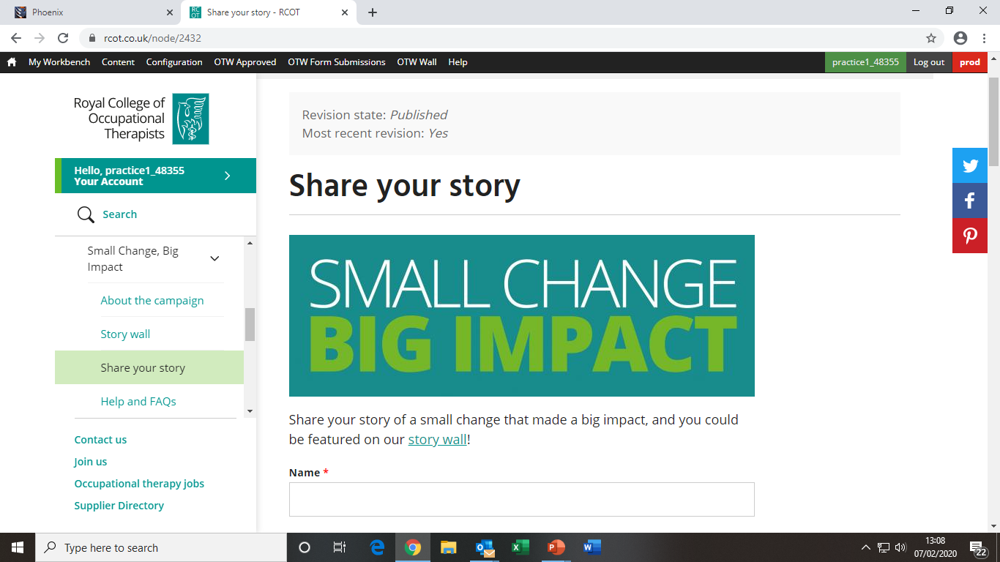 Phoenix
Share your story - RCOT
rcot.co.uk/node/2432
My Workbench Content Configuration OTW Approved OTW Form Submissions OTW Wall Help practice1_48355 Log out prod
Royal College of
Occupational
Therapists
RC
OT
Hello, practice1_48355
Your Account
Search
Small Change, Big
Impact
About the campaign
Story wall
Share your story
Help and FAQs
Contact us
Join us
Occupational therapy jobs
Supplier Directory
Revision state: Published
Most recent revision: Yes
Share your story
SMALL CHANGE
BIG IMPACT
Share your story of a small change that made a big impact, and you could
be featured on our story wall!
Name *
Type here to search
13:08
07/02/2020
22